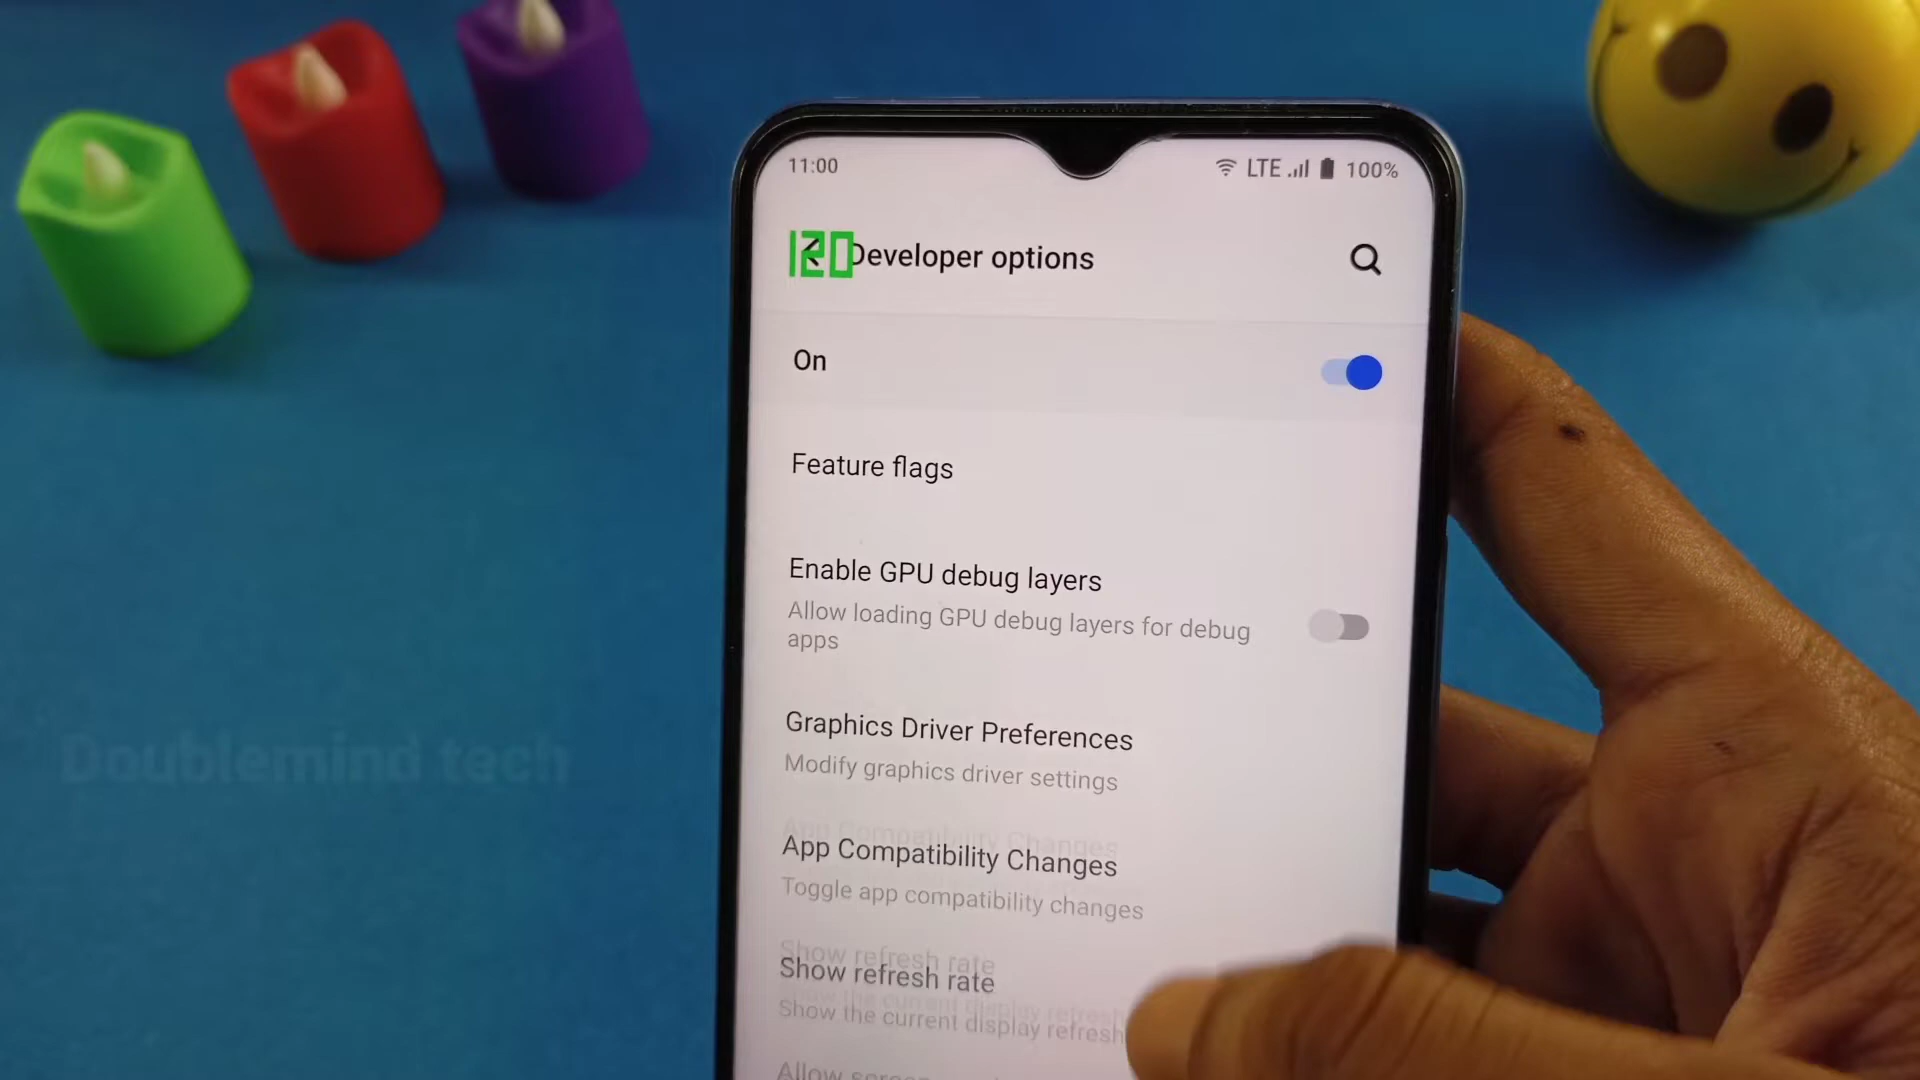 11:00 LTE 100%
120 Developer options
On
Feature flags
Enable GPU debug layers
Allow loading GPU debug layers for debug
apps
Graphics Driver Preferences
Modify graphics driver settings
App Compatibility Changes
Toggle app compatibility changes
Show refresh rate
Show the current display refresh
Allow
Doublemind tech